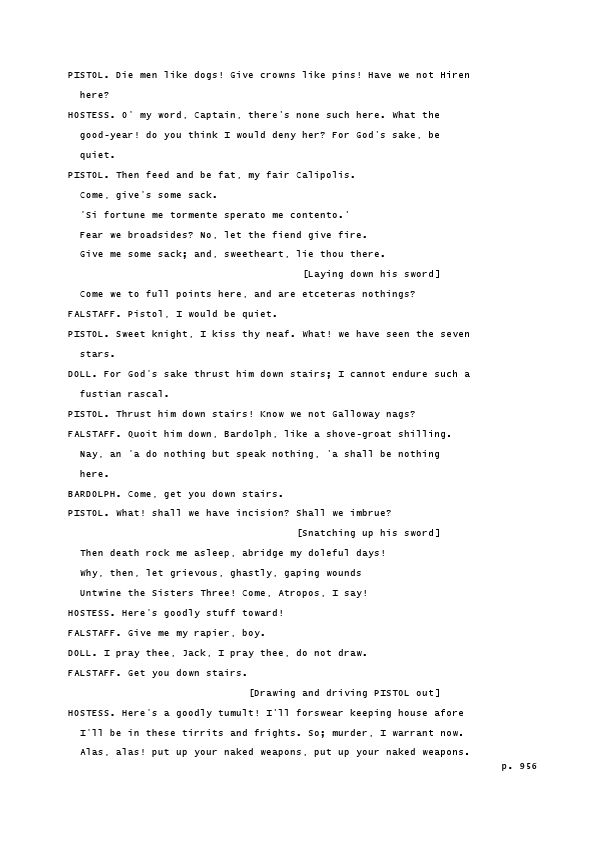 PISTOL. Die men like dogs! Give crowns like pins! Have we not Hiren
here?
HOSTESS. O' my word, Captain, there's none such here. What the
good-year! do you think I would deny her? For God's sake, be
quiet.
PISTOL. Then feed and be fat, my fair Calipolis.
Come, give's some sack.
'Si fortune me tormente sperato me contento.'
Fear we broadsides? No, let the fiend give fire.
Give me some sack; and, sweetheart, lie thou there.
[Laying down his sword]
Come we to full points here, and are etceteras nothings?
FALSTAFF. Pistol, I would be quiet.
PISTOL. Sweet knight, I kiss thy neaf. What! we have seen the seven
stars.
DOLL. For God's sake thrust him down stairs; I cannot endure such a
fustian rascal.
PISTOL. Thrust him down stairs! Know we not Galloway nags?
FALSTAFF. Quoit him down, Bardolph, like a shove-groat shilling.
Nay, an 'a do nothing but speak nothing, 'a shall be nothing
here.
BARDOLPH. Come, get you down stairs.
PISTOL. What! shall we have incision? Shall we imbrue?
[Snatching up his sword]
Then death rock me asleep, abridge my doleful days!
Why, then, let grievous, ghastly, gaping wounds
Untwine the Sisters Three! Come, Atropos, I say!
HOSTESS. Here's goodly stuff toward!
FALSTAFF. Give me my rapier, boy.
DOLL. I pray thee, Jack, I pray thee, do not draw.
FALSTAFF. Get you down stairs.
[Drawing and driving PISTOL out]
HOSTESS. Here's a goodly tumult! I'll forswear keeping house afore
I'll be in these tirrits and frights. So; murder, I warrant now.
Alas, alas! put up your naked weapons, put up your naked weapons.
p. 956